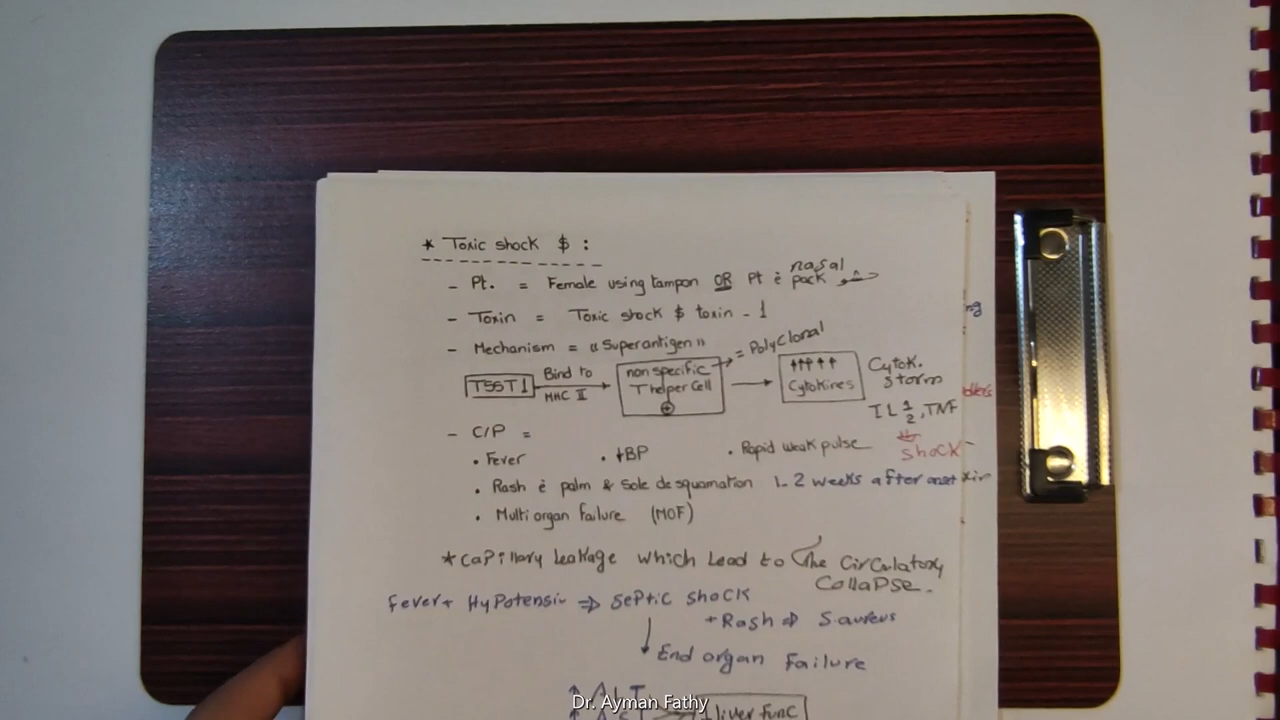 * Toxic shock $ :
- Pt. = Female using tampon OR Pt è nasal pack
- Toxin = Toxic shock $ toxin - 1
- Mechanism = "Superantigen"
TSST1 Bind to MHC II → non specific T helper Cell ⊕ = PolyClonal → ↑↑↑↑↑ Cytokines
Cytok. storm
IL 1/2, TNF
shock
- C/P =
• Fever • ↓BP • Rapid weak pulse
• Rash è palm & Sole desquamation 1-2 weeks after onset
• Multi organ Failure (MOF)
* Capillary leakage which Lead to the Circulatory Collapse.
Fever + Hypotensiv ⇒ Septic shock
+ Rash ⇒ S.aureus
↓ End organ Failure
↑ ALT
↑ AST
liver Func
Dr. Ayman Fathy